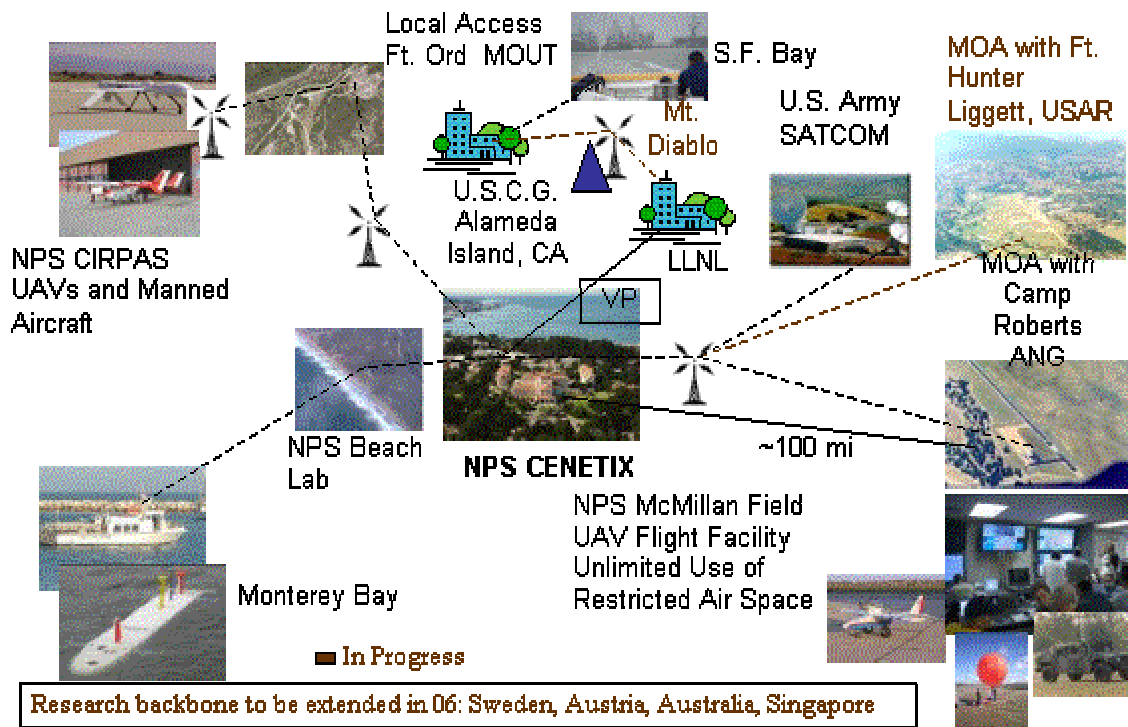 Local Access
Ft. Ord MOUT
S.F. Bay
MOA with Ft.
Hunter
Liggett, USAR
Mt.
Diablo
U.S. Army
SATCOM
U.S.C.G.
Alameda
Island, CA
LLNL
NPS CIRPAS
UAVs and Manned
Aircraft
VP
MOA with
Camp
Roberts
ANG
NPS Beach
Lab
NPS CENETIX
~100 mi
NPS McMillan Field
UAV Flight Facility
Unlimited Use of
Restricted Air Space
Monterey Bay
In Progress
Research backbone to be extended in 06: Sweden, Austria, Australia, Singapore